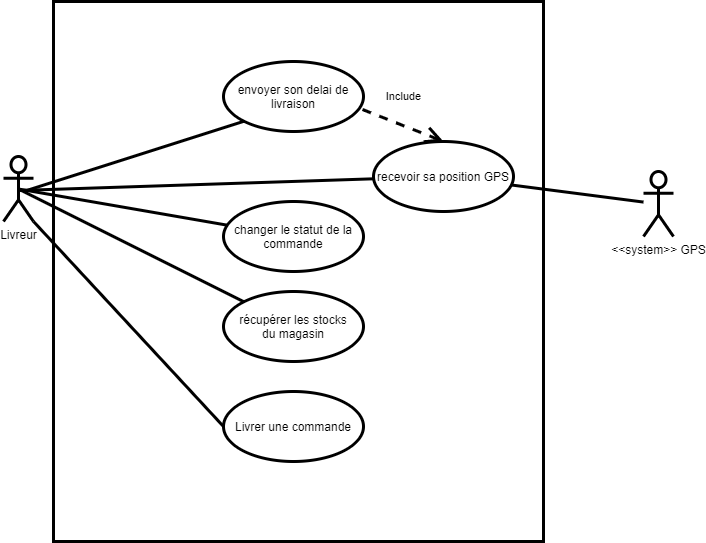 envoyer son delai de
livraison
Include
recevoir sa position GPS
Livreur
changer le statut de la
commande
<<system>> GPS
récupérer les stocks
du magasin
Livrer une commande